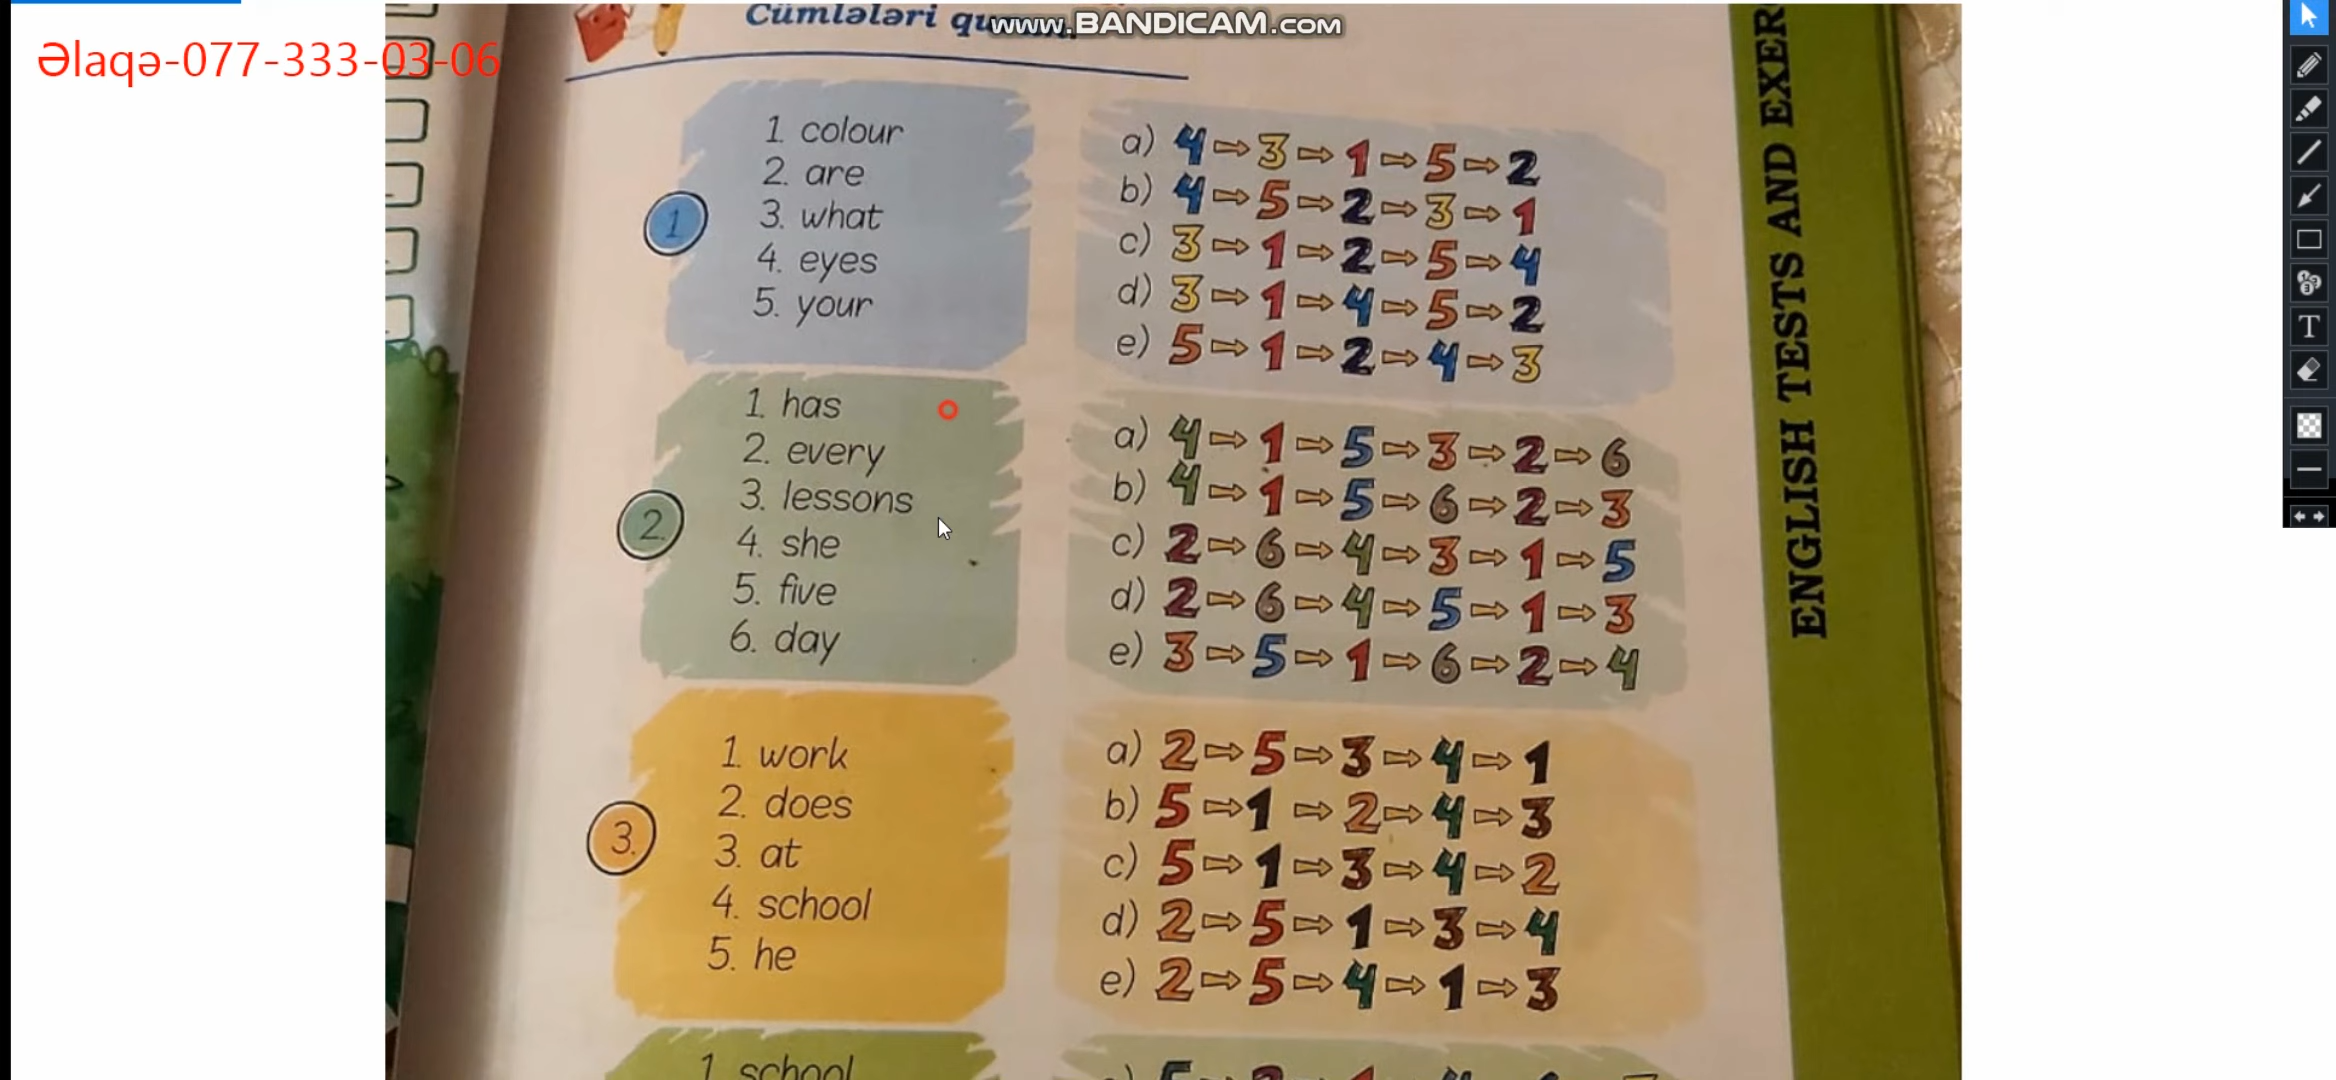 Cümlələri
www.BANDICAM.com
Əlaqə-077-333-03-06
1. colour
2. are
3. what
4. eyes
5. your
1
a) 4⇨3⇨1⇨5⇨2
b) 4⇨5⇨2⇨3⇨1
c) 3⇨1⇨2⇨5⇨4
d) 3⇨1⇨4⇨5⇨2
e) 5⇨1⇨2⇨4⇨3
1. has
2. every
3. lessons
4. she
5. five
6. day
2.
a) 4⇨1⇨5⇨3⇨2⇨6
b) 4⇨1⇨5⇨6⇨2⇨3
c) 2⇨6⇨4⇨3⇨1⇨5
d) 2⇨6⇨4⇨5⇨1⇨3
e) 3⇨5⇨1⇨6⇨2⇨4
1. work
2. does
3. at
4. school
5. he
3.
a) 2⇨5⇨3⇨4⇨1
b) 5⇨1⇨2⇨4⇨3
c) 5⇨1⇨3⇨4⇨2
d) 2⇨5⇨1⇨3⇨4
e) 2⇨5⇨4⇨1⇨3
1. school
ENGLISH TESTS AND EXER
T